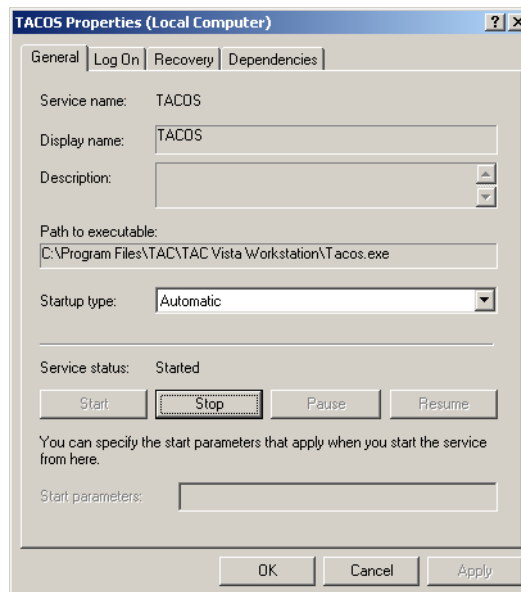 TACOS Properties (Local Computer)
General Log On Recovery Dependencies
Service name: TACOS
Display name: TACOS
Description:
Path to executable:
C:\Program Files\TAC\TAC Vista Workstation\Tacos.exe
Startup type: Automatic
Service status: Started
Start Stop Pause Resume
You can specify the start parameters that apply when you start the service
from here.
Start parameters:
OK Cancel Apply